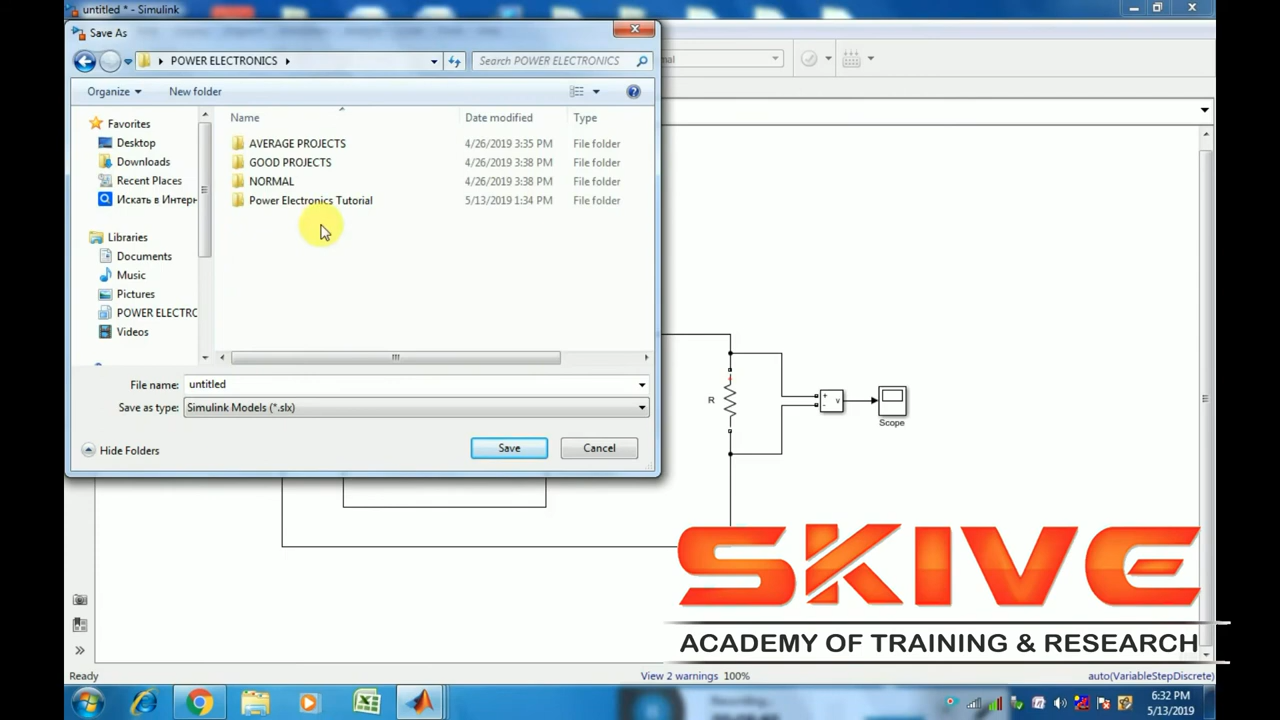 untitled * - Simulink
Save As
POWER ELECTRONICS
Search POWER ELECTRONICS
Organize
New folder
Name
Date modified
Type
Favorites
Desktop
Downloads
Recent Places
Искать в Интерн
Libraries
Documents
Music
Pictures
POWER ELECTRC
Videos
AVERAGE PROJECTS
4/26/2019 3:35 PM
File folder
GOOD PROJECTS
4/26/2019 3:38 PM
File folder
NORMAL
4/26/2019 3:38 PM
File folder
Power Electronics Tutorial
5/13/2019 1:34 PM
File folder
File name:
untitled
Save as type:
Simulink Models (*.slx)
Hide Folders
Save
Cancel
R
+
-
v
Scope
SKIVE
ACADEMY OF TRAINING & RESEARCH
Ready
View 2 warnings
100%
auto(VariableStepDiscrete)
6:32 PM
5/13/2019